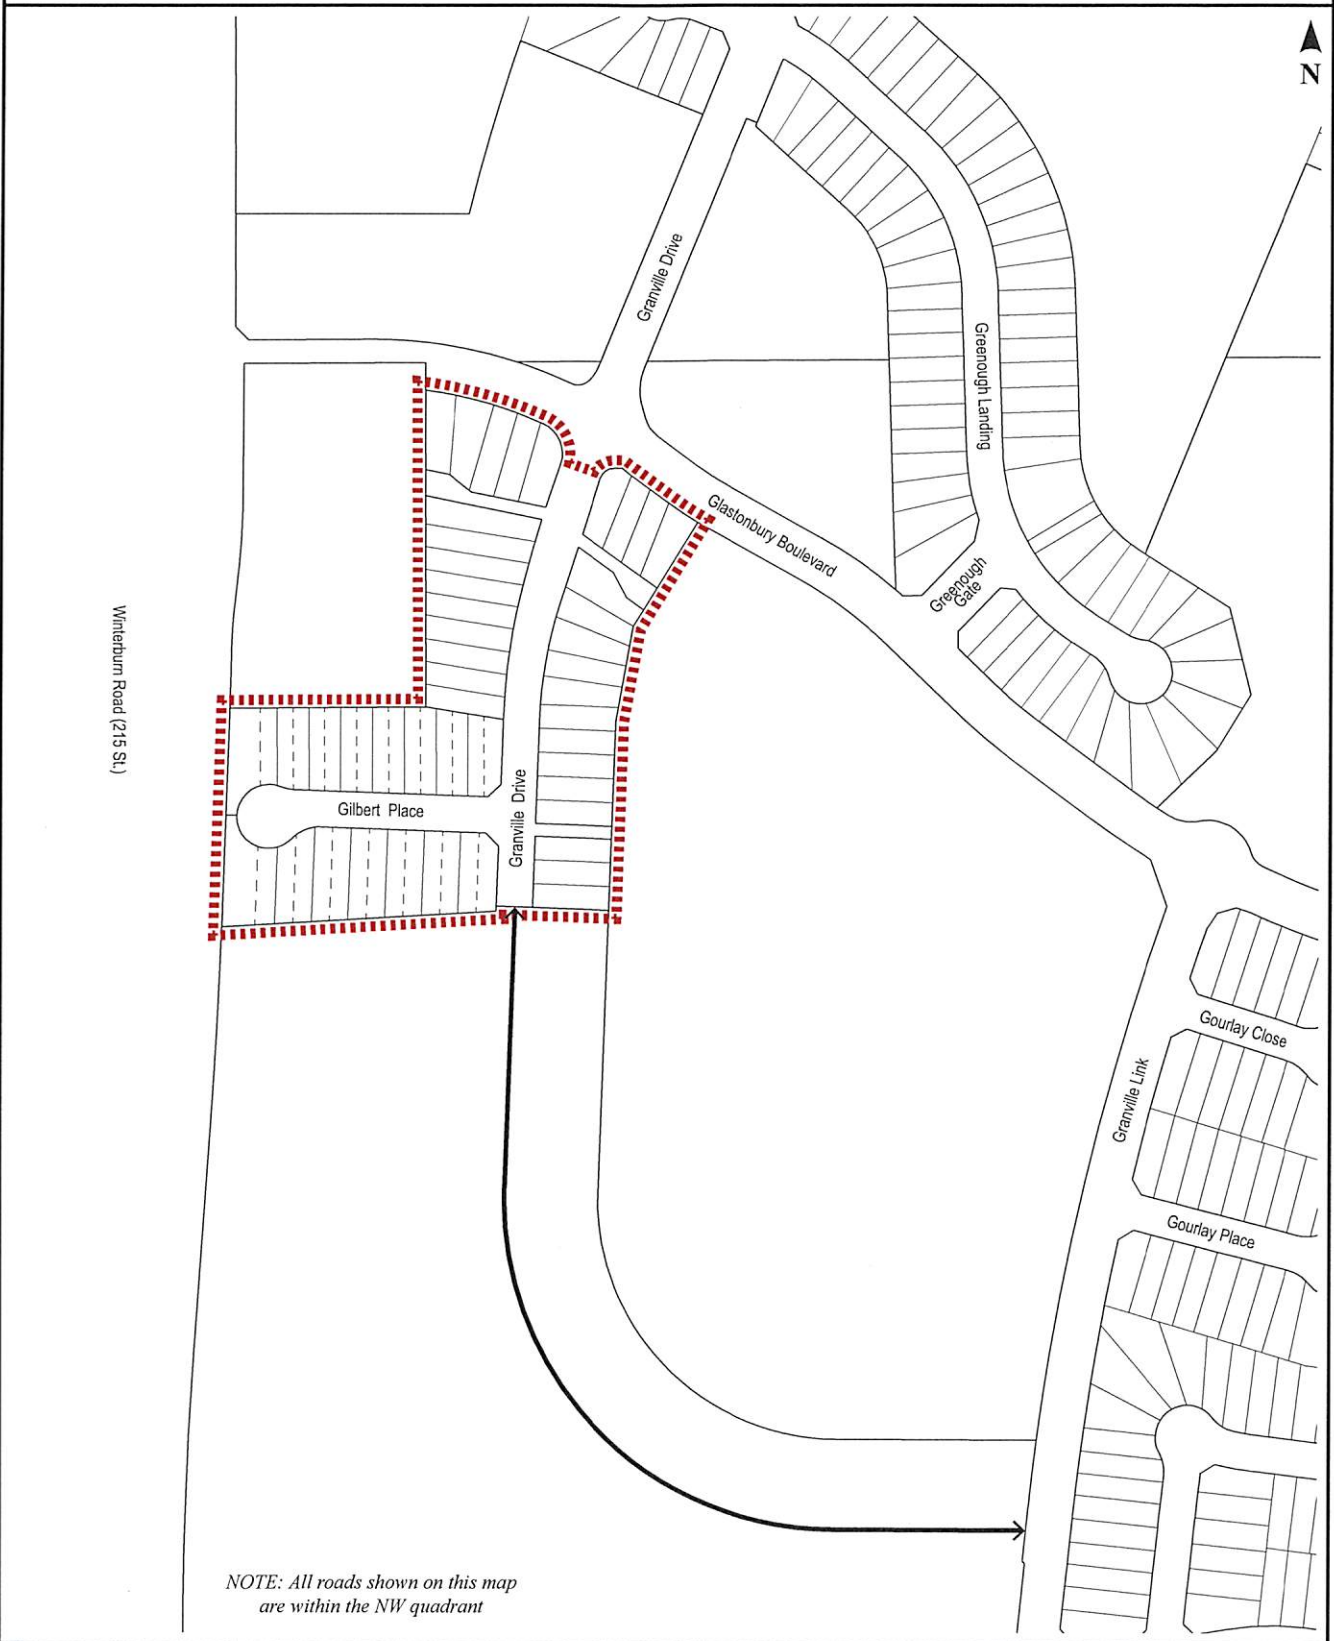 N
Granville Drive
Greenough Landing
Glastonbury Boulevard
Greenough
Gate
Winterburn Road (215 St.)
Granville Drive
Gilbert Place
Gourlay Close
Granville Link
Gourlay Place
NOTE: All roads shown on this map
are within the NW quadrant